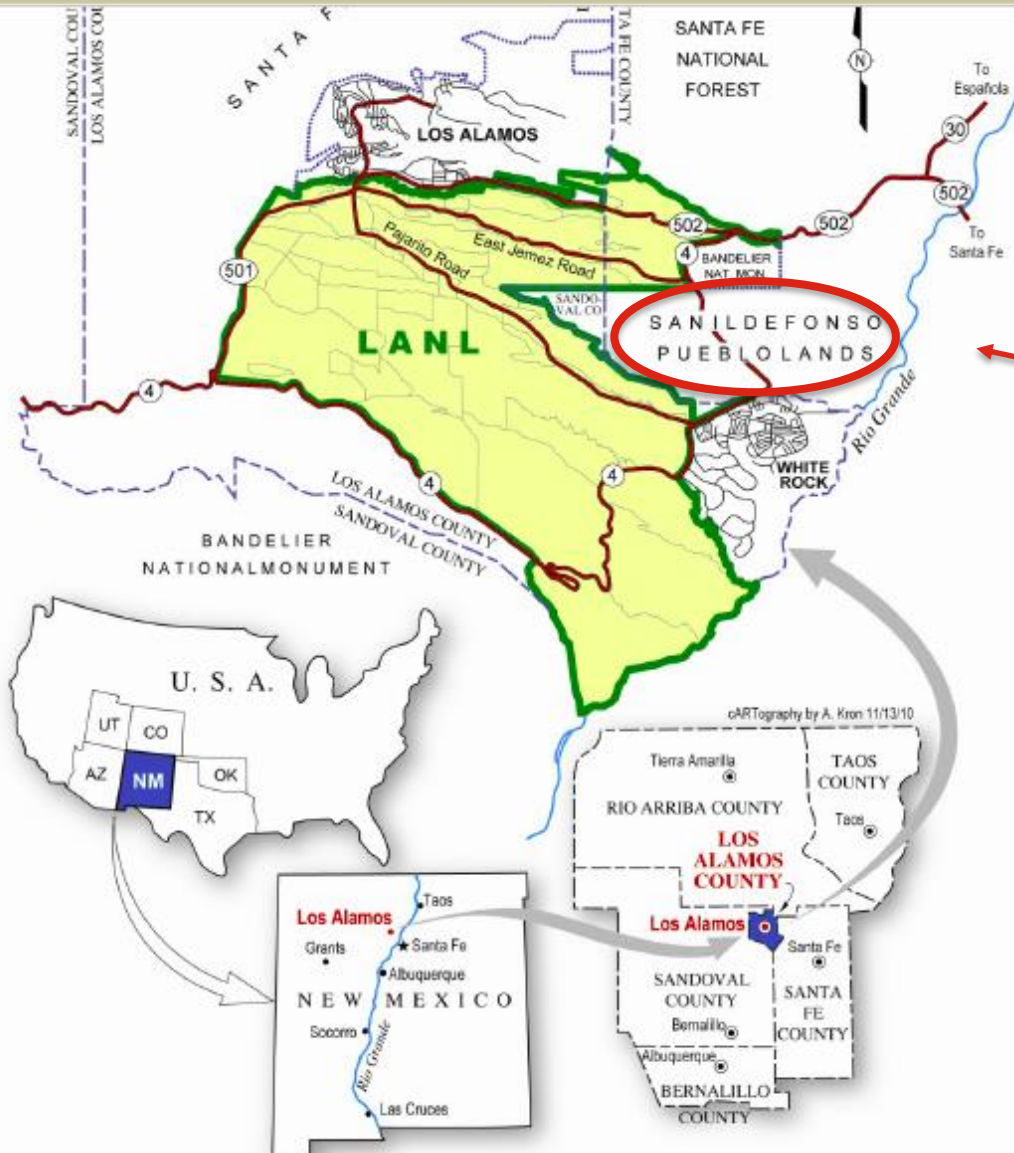 SANDOVAL COU
LOS ALAMOS COU
SANTA F
TA FE COUNTY
SANTA FE
NATIONAL
FOREST
N
To
Española
30
502
To
Santa Fe
LOS ALAMOS
502
502
4
BANDELIER
NAT MON
East Jemez Road
Pajarito Road
501
SANDO-
VAL CO
SAN ILDEFONSO
PUEBLO LANDS
LANL
4
Rio Grande
WHITE
ROCK
4
4
LOS ALAMOS COUNTY
SANDOVAL COUNTY
BANDELIER
NATIONAL MONUMENT
U. S. A.
UT
CO
AZ
NM
OK
TX
cARTography by A. Kron 11/13/10
Tierra Amarilla
TAOS
COUNTY
RIO ARRIBA COUNTY
Taos
LOS
ALAMOS
COUNTY
Los Alamos
Santa Fe
SANDOVAL
COUNTY
SANTA
FE
COUNTY
Bernalillo
Albuquerque
BERNALILLO
COUNTY
Taos
Los Alamos
Grants
Santa Fe
Albuquerque
NEW MEXICO
Socorro
Rio Grande
Las Cruces